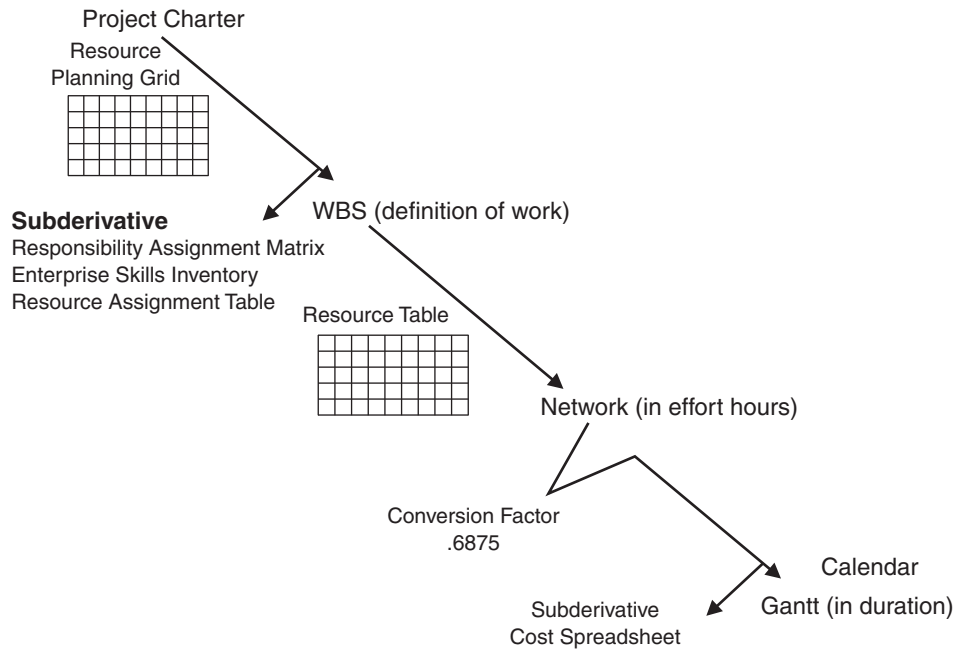 Project Charter
Resource
Planning Grid
WBS (definition of work)
Subderivative
Responsibility Assignment Matrix
Enterprise Skills Inventory
Resource Assignment Table
Resource Table
Network (in effort hours)
Conversion Factor
.6875
Calendar
Gantt (in duration)
Subderivative
Cost Spreadsheet